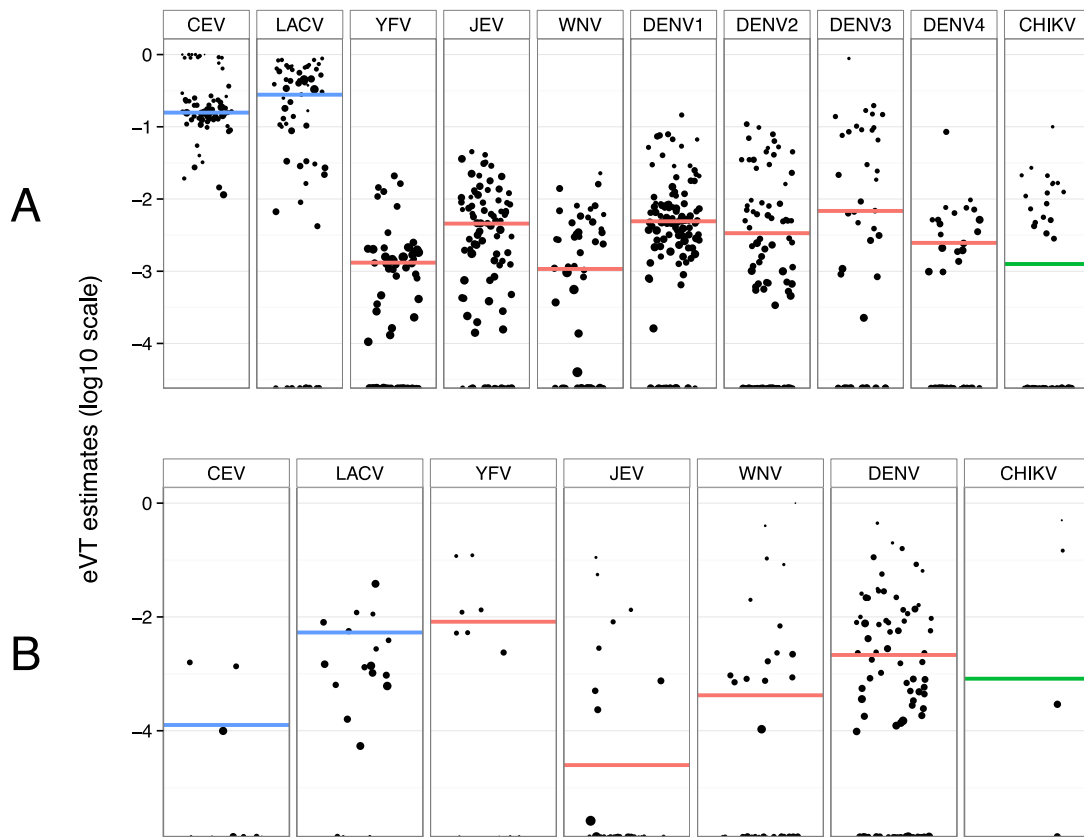 CEV LACV YFV JEV WNV DENV1 DENV2 DENV3 DENV4 CHIKV
0
−1
−2
−3
−4
A
eVT estimates (log10 scale)
CEV LACV YFV JEV WNV DENV CHIKV
0
−2
−4
B